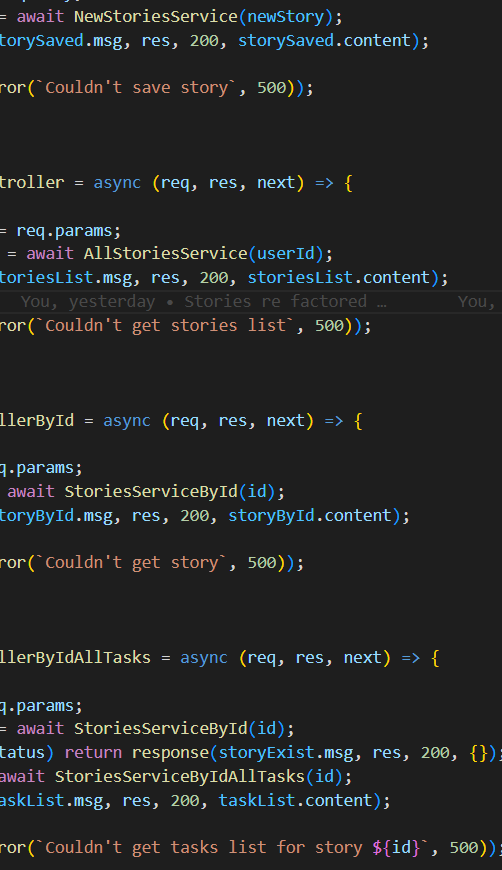 = await NewStoriesService(newStory);
torySaved.msg, res, 200, storySaved.content);
ror(`Couldn't save story`, 500));
troller = async (req, res, next) => {
= req.params;
= await AllStoriesService(userId);
toriesList.msg, res, 200, storiesList.content);
You, yesterday • Stories re factored … You,
ror(`Couldn't get stories list`, 500));
llerById = async (req, res, next) => {
q.params;
await StoriesServiceById(id);
toryById.msg, res, 200, storyById.content);
ror(`Couldn't get story`, 500));
llerByIdAllTasks = async (req, res, next) => {
q.params;
= await StoriesServiceById(id);
tatus) return response(storyExist.msg, res, 200, {});
await StoriesServiceByIdAllTasks(id);
askList.msg, res, 200, taskList.content);
ror(`Couldn't get tasks list for story ${id}`, 500));